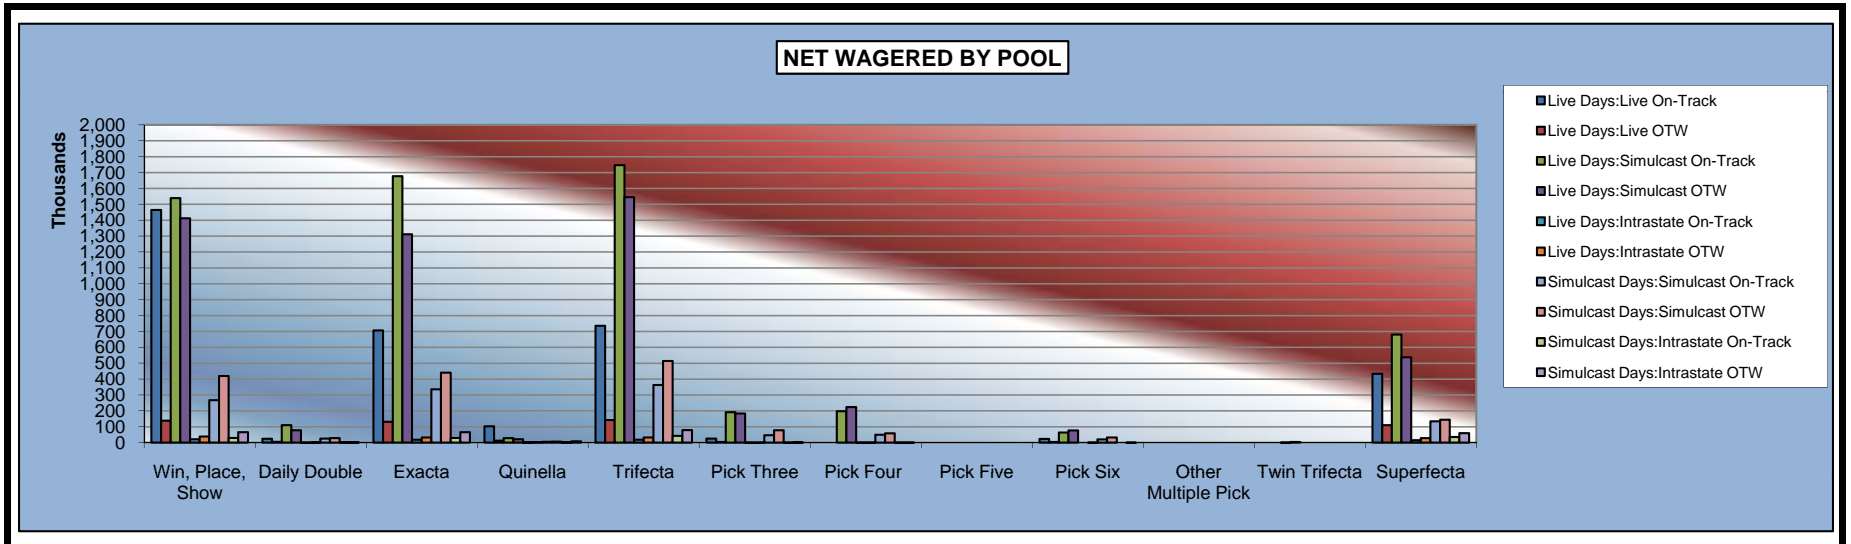 NET WAGERED BY POOL
Thousands
2,000
1,900
1,800
1,700
1,600
1,500
1,400
1,300
1,200
1,100
1,000
900
800
700
600
500
400
300
200
100
0
Win, Place,
Show
Daily Double
Exacta
Quinella
Trifecta
Pick Three
Pick Four
Pick Five
Pick Six
Other
Multiple Pick
Twin Trifecta
Superfecta
Live Days:Live On-Track
Live Days:Live OTW
Live Days:Simulcast On-Track
Live Days:Simulcast OTW
Live Days:Intrastate On-Track
Live Days:Intrastate OTW
Simulcast Days:Simulcast On-Track
Simulcast Days:Simulcast OTW
Simulcast Days:Intrastate On-Track
Simulcast Days:Intrastate OTW